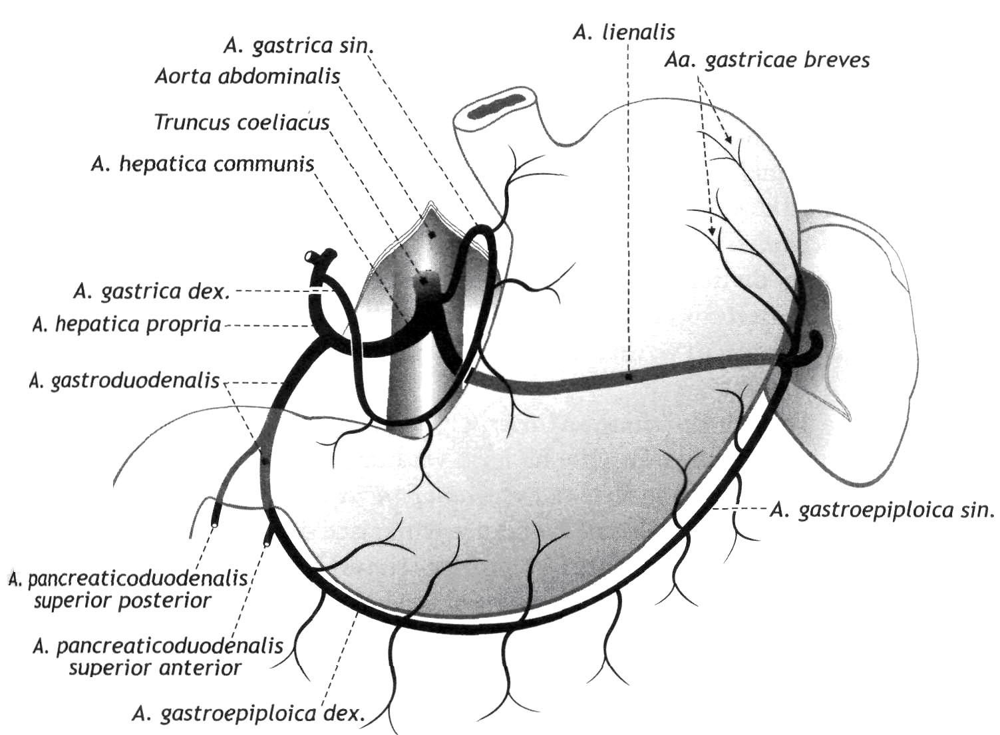 A. gastrica sin.
Aorta abdominalis
Truncus coeliacus
A. hepatica communis
A. lienalis
Aa. gastricae breves
A. gastrica dex.
A. hepatica propria
A. gastroduodenalis
A. gastroepiploica sin.
A. pancreaticoduodenalis
superior posterior
A. pancreaticoduodenalis
superior anterior
A. gastroepiploica dex.